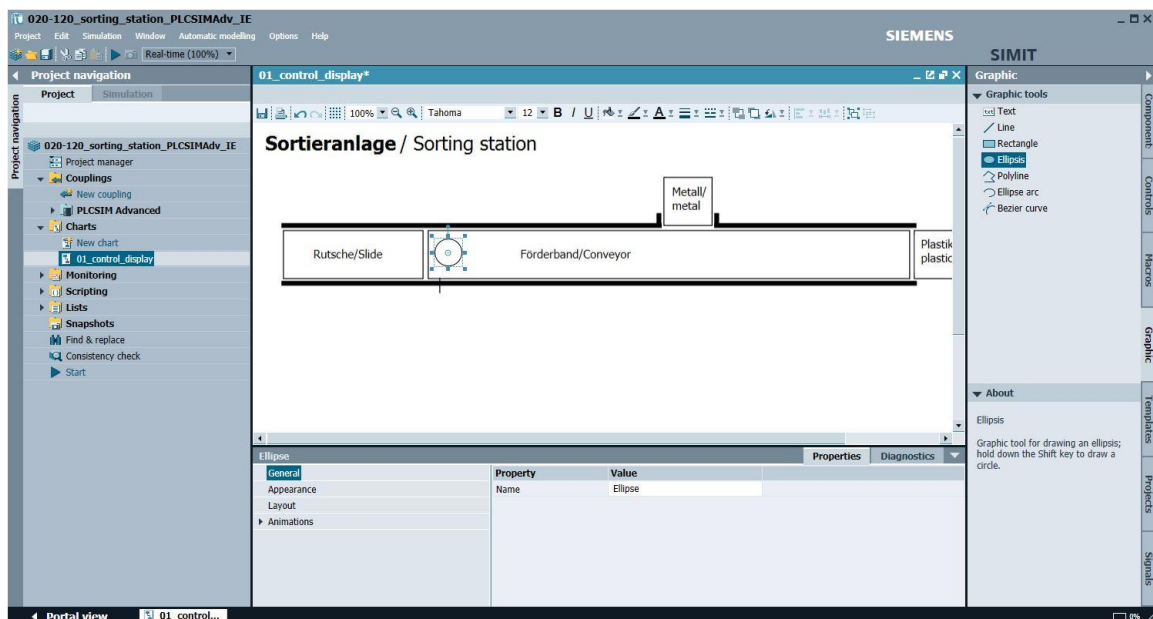 020-120_sorting_station_PLCSIMAdv_IE
Project Edit Simulation Window Automatic modelling Options Help
SIEMENS
Real-time (100%)
SIMIT
Project navigation
Project Simulation
Project navigation
020-120_sorting_station_PLCSIMAdv_IE
Project manager
Couplings
New coupling
PLCSIM Advanced
Charts
New chart
01_control_display
Monitoring
Scripting
Lists
Snapshots
Find & replace
Consistency check
Start
01_control_display*
100% Tahoma 12 B I U A
Sortieranlage / Sorting station
Metall/
metal
Rutsche/Slide
Förderband/Conveyor
Plastik
plastic
Ellipse
Properties Diagnostics
General
Appearance
Layout
Animations
Property Value
Name Ellipse
Graphic
Graphic tools
Text
Line
Rectangle
Ellipsis
Polyline
Ellipse arc
Bezier curve
About
Ellipsis
Graphic tool for drawing an ellipsis;
hold down the Shift key to draw a
circle.
Components
Controls
Macros
Graphic
Templates
Projects
Signals
Portal view 01_control...
0%